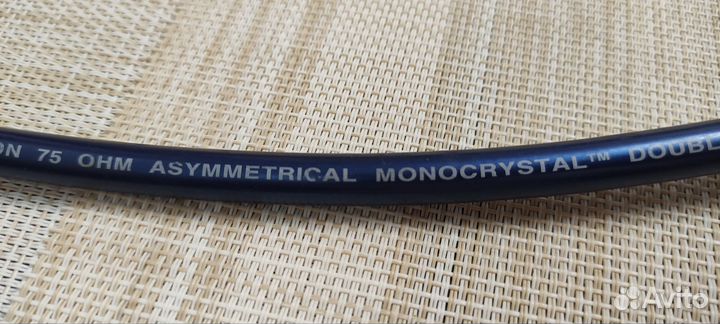 ON 75 OHM ASYMMETRICAL MONOCRYSTAL™ DOUBL
Avito